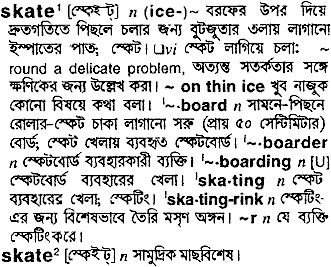 skate¹ [স্কেইট্] n (ice-)~ বরফের উপর দিয়ে
দ্রুতগতিতে পিছলে চলার জন্য বুটজুতার তলায় লাগানো
ইস্পাতের পাত; স্কেট। □vi স্কেট লাগিয়ে চলা: ~
round a delicate problem, অত্যন্ত সতর্কতার সঙ্গে
ক্ষণিকের জন্য উল্লেখ করা। ~ on thin ice খুব নাজুক
কোনো বিষয়ে কথা বলা। ˈ~·board n সামনে-পিছনে
রোলার-স্কেট চাকা লাগানো সরু (প্রায় ৫০ সেন্টিমিটার)
বোর্ড; স্কেট খেলায় ব্যবহৃত স্কেটবোর্ড। ˈ~·boarder
n স্কেটবোর্ড ব্যবহারকারী ব্যক্তি। ˈ~·boarding n [U]
স্কেটবোর্ড ব্যবহারের খেলা। ˈska·ting n স্কেট
ব্যবহারের খেলা, স্কেটিং। ˈska·ting-rink n স্কেটিং-
এর জন্য বিশেষভাবে তৈরি মসৃণ অঙ্গন। ~r n যে ব্যক্তি
স্কেটিং করে।
skate² [স্কেইট্] n সামুদ্রিক মাছবিশেষ।